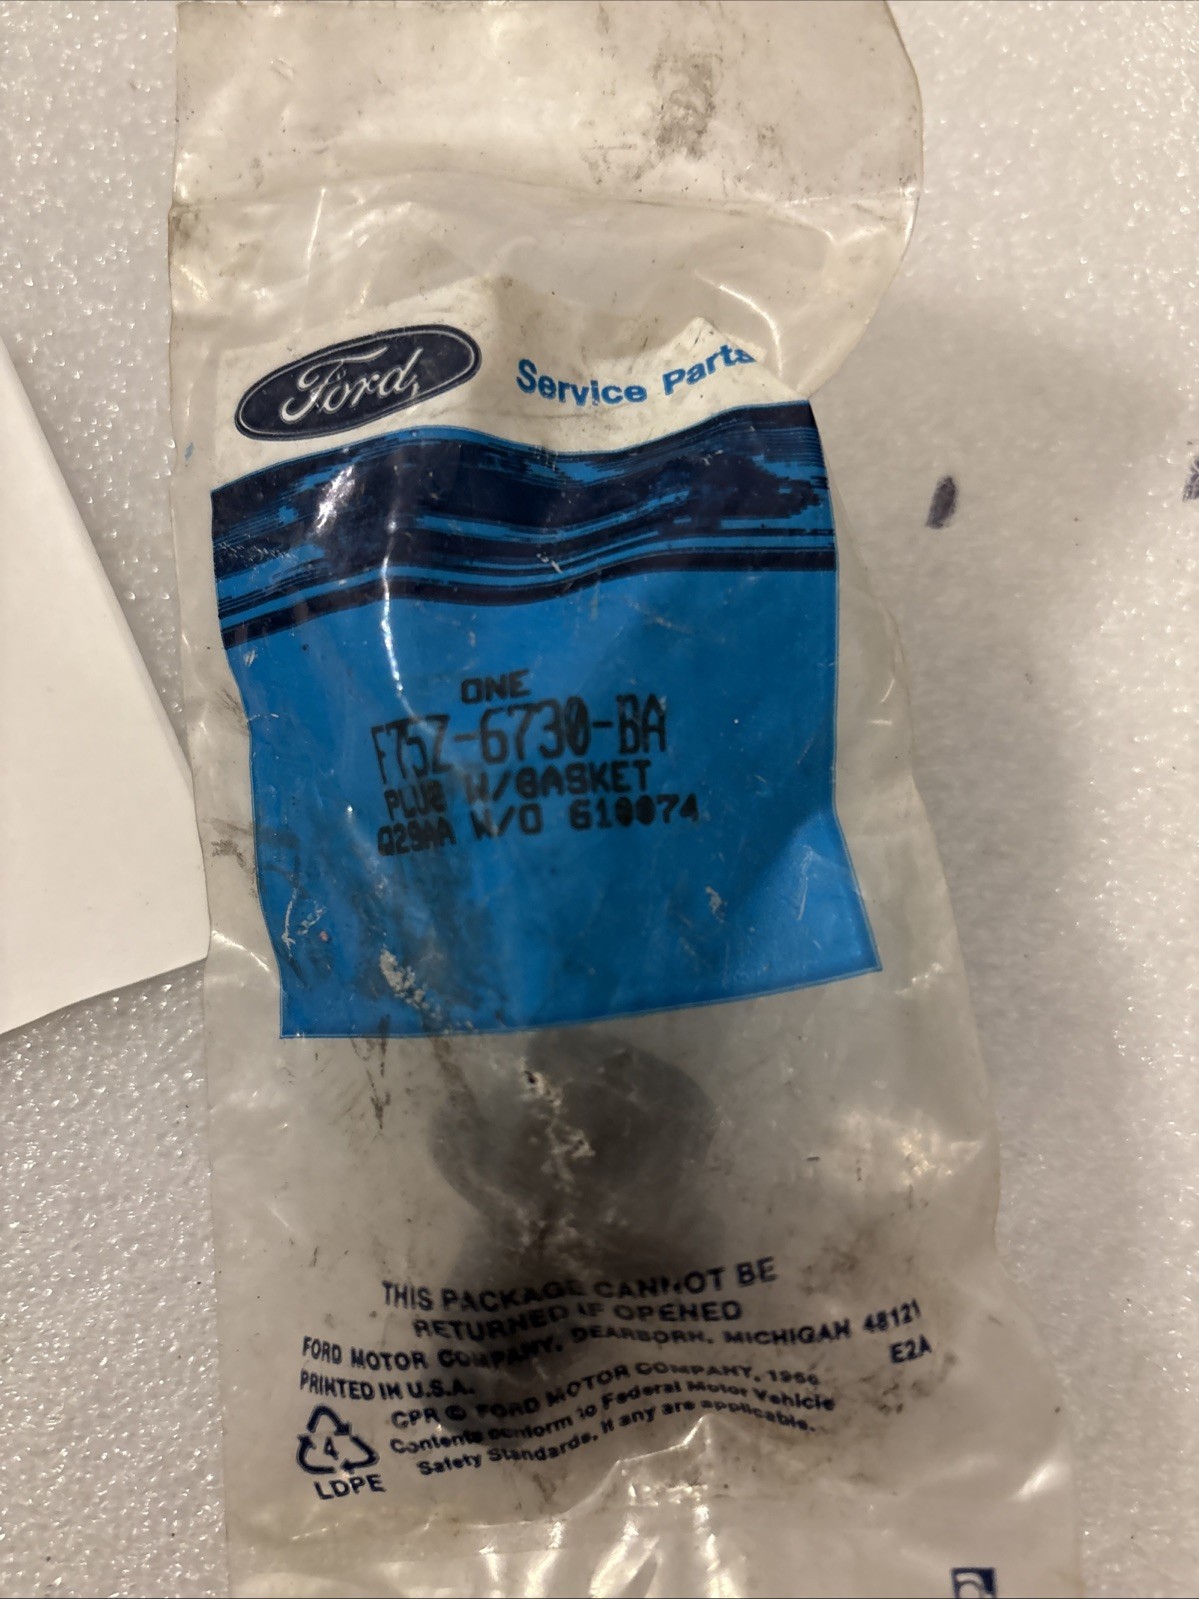 Ford
Service Parts
ONE
F75Z-6730-BA
PLUG W/GASKET
Q29AA W/O 610074
THIS PACKAGE CANNOT BE
RETURNED IF OPENED
FORD MOTOR COMPANY, DEARBORN, MICHIGAN 48121
PRINTED IN U.S.A.
E2A
CPR © FORD MOTOR COMPANY, 1966
Contents conform to Federal Motor Vehicle
Safety Standards, if any are applicable.
4
LDPE